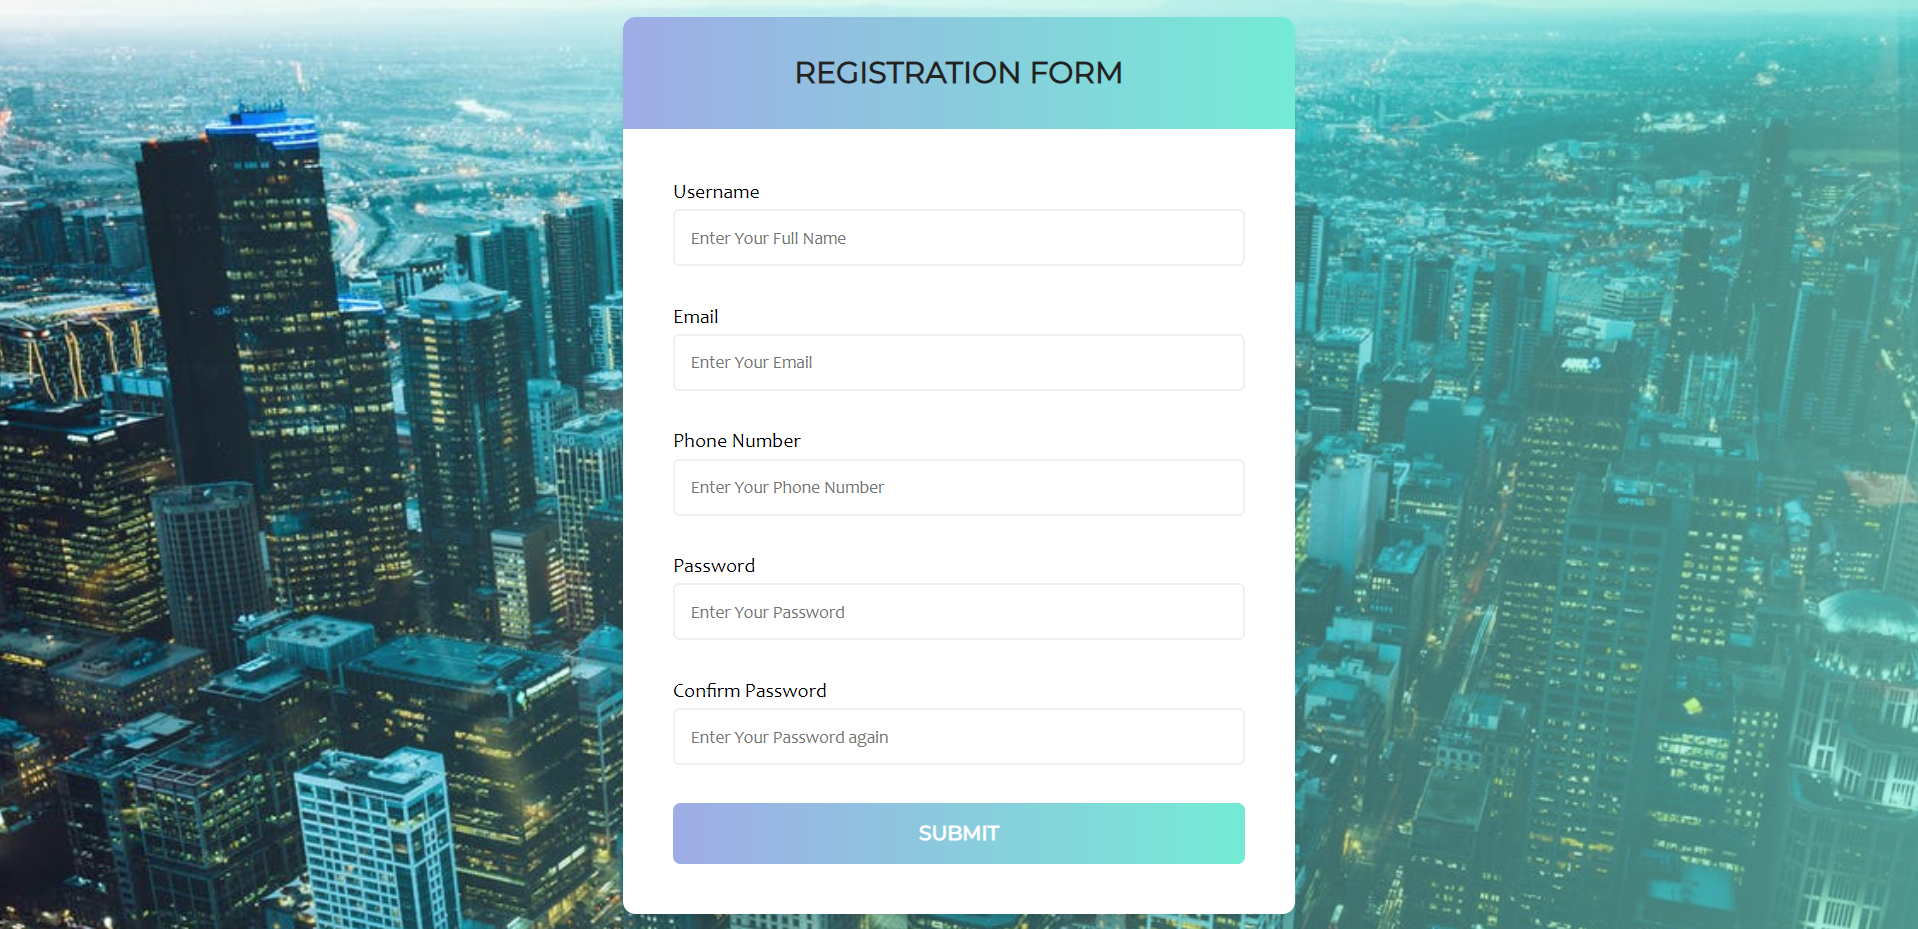 REGISTRATION FORM
Username
Enter Your Full Name
Email
Enter Your Email
Phone Number
Enter Your Phone Number
Password
Enter Your Password
Confirm Password
Enter Your Password again
SUBMIT